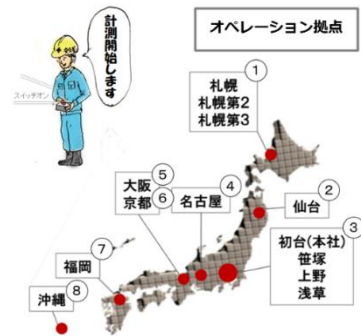 オペレーション拠点
計測開始します
スイッチオン
①
札幌
札幌第2
札幌第3
②
仙台
③
初台(本社)
笹塚
上野
浅草
④
名古屋
⑤
大阪
⑥
京都
⑦
福岡
⑧
沖縄